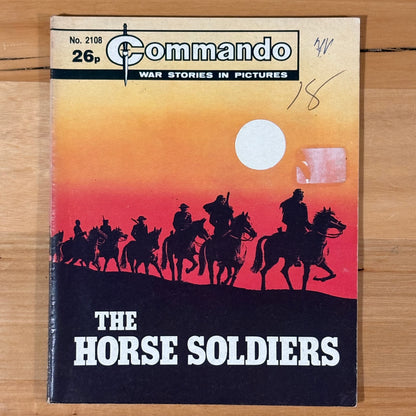 No. 2108
26p
Commando
WAR STORIES IN PICTURES
18
THE
HORSE SOLDIERS